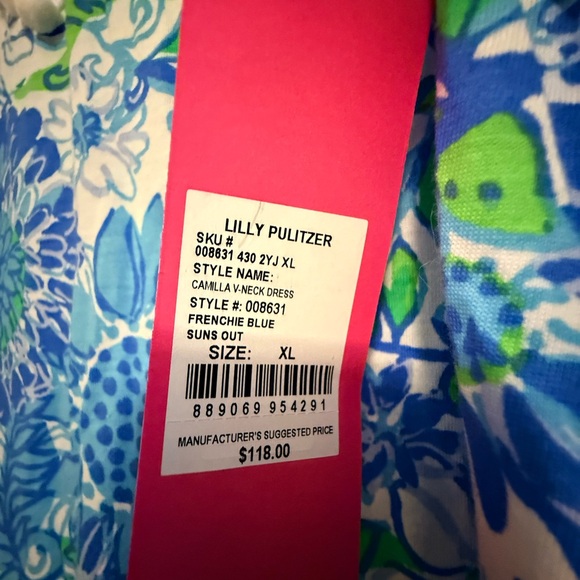 LILLY PULITZER
SKU #
008631 430 2YJ XL
STYLE NAME:
CAMILLA V-NECK DRESS
STYLE #: 008631
FRENCHIE BLUE
SUNS OUT
SIZE: XL
889069 954291
MANUFACTURER'S SUGGESTED PRICE
$118.00